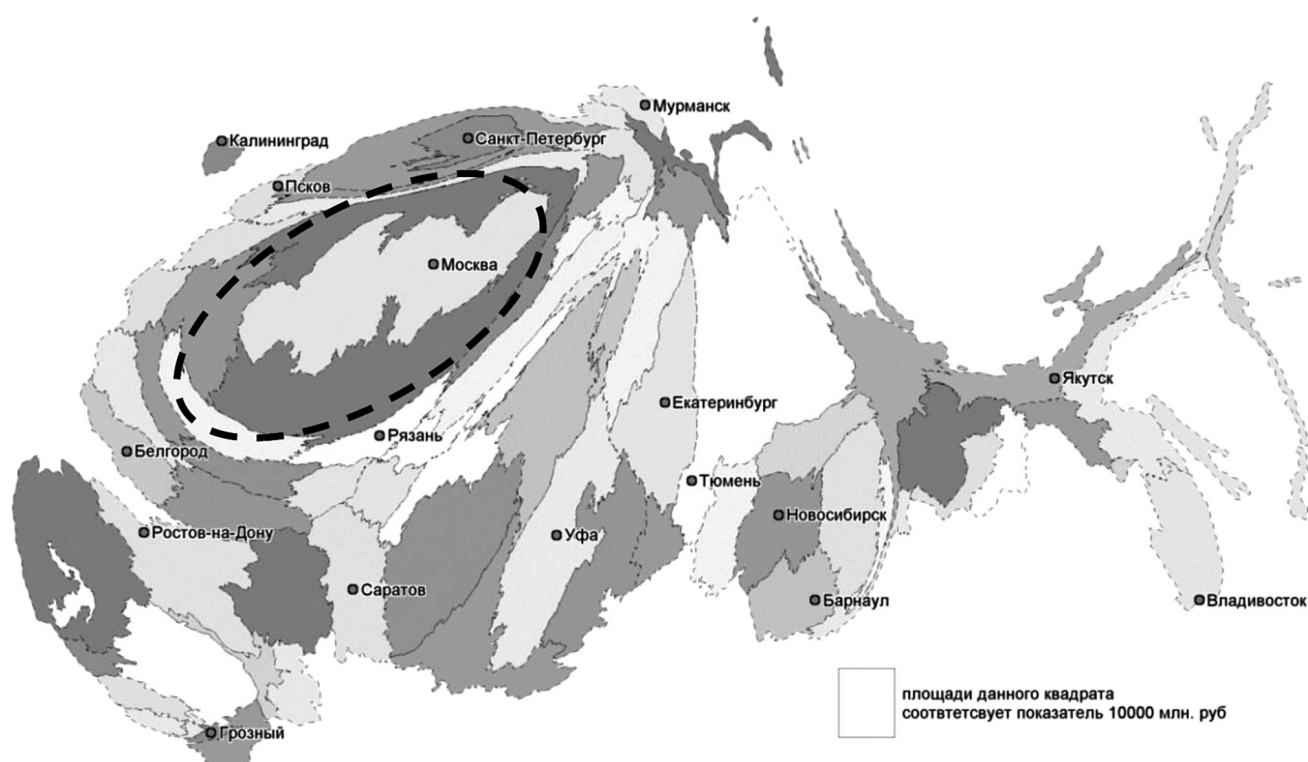 Мурманск
Санкт-Петербург
Калининград
Псков
Москва
Якутск
Екатеринбург
Рязань
Белгород
Тюмень
Новосибирск
Ростов-на-Дону
Уфа
Саратов
Барнаул
Владивосток
площади данного квадрата
соотвтетсвует показатель 10000 млн. руб
Грозный